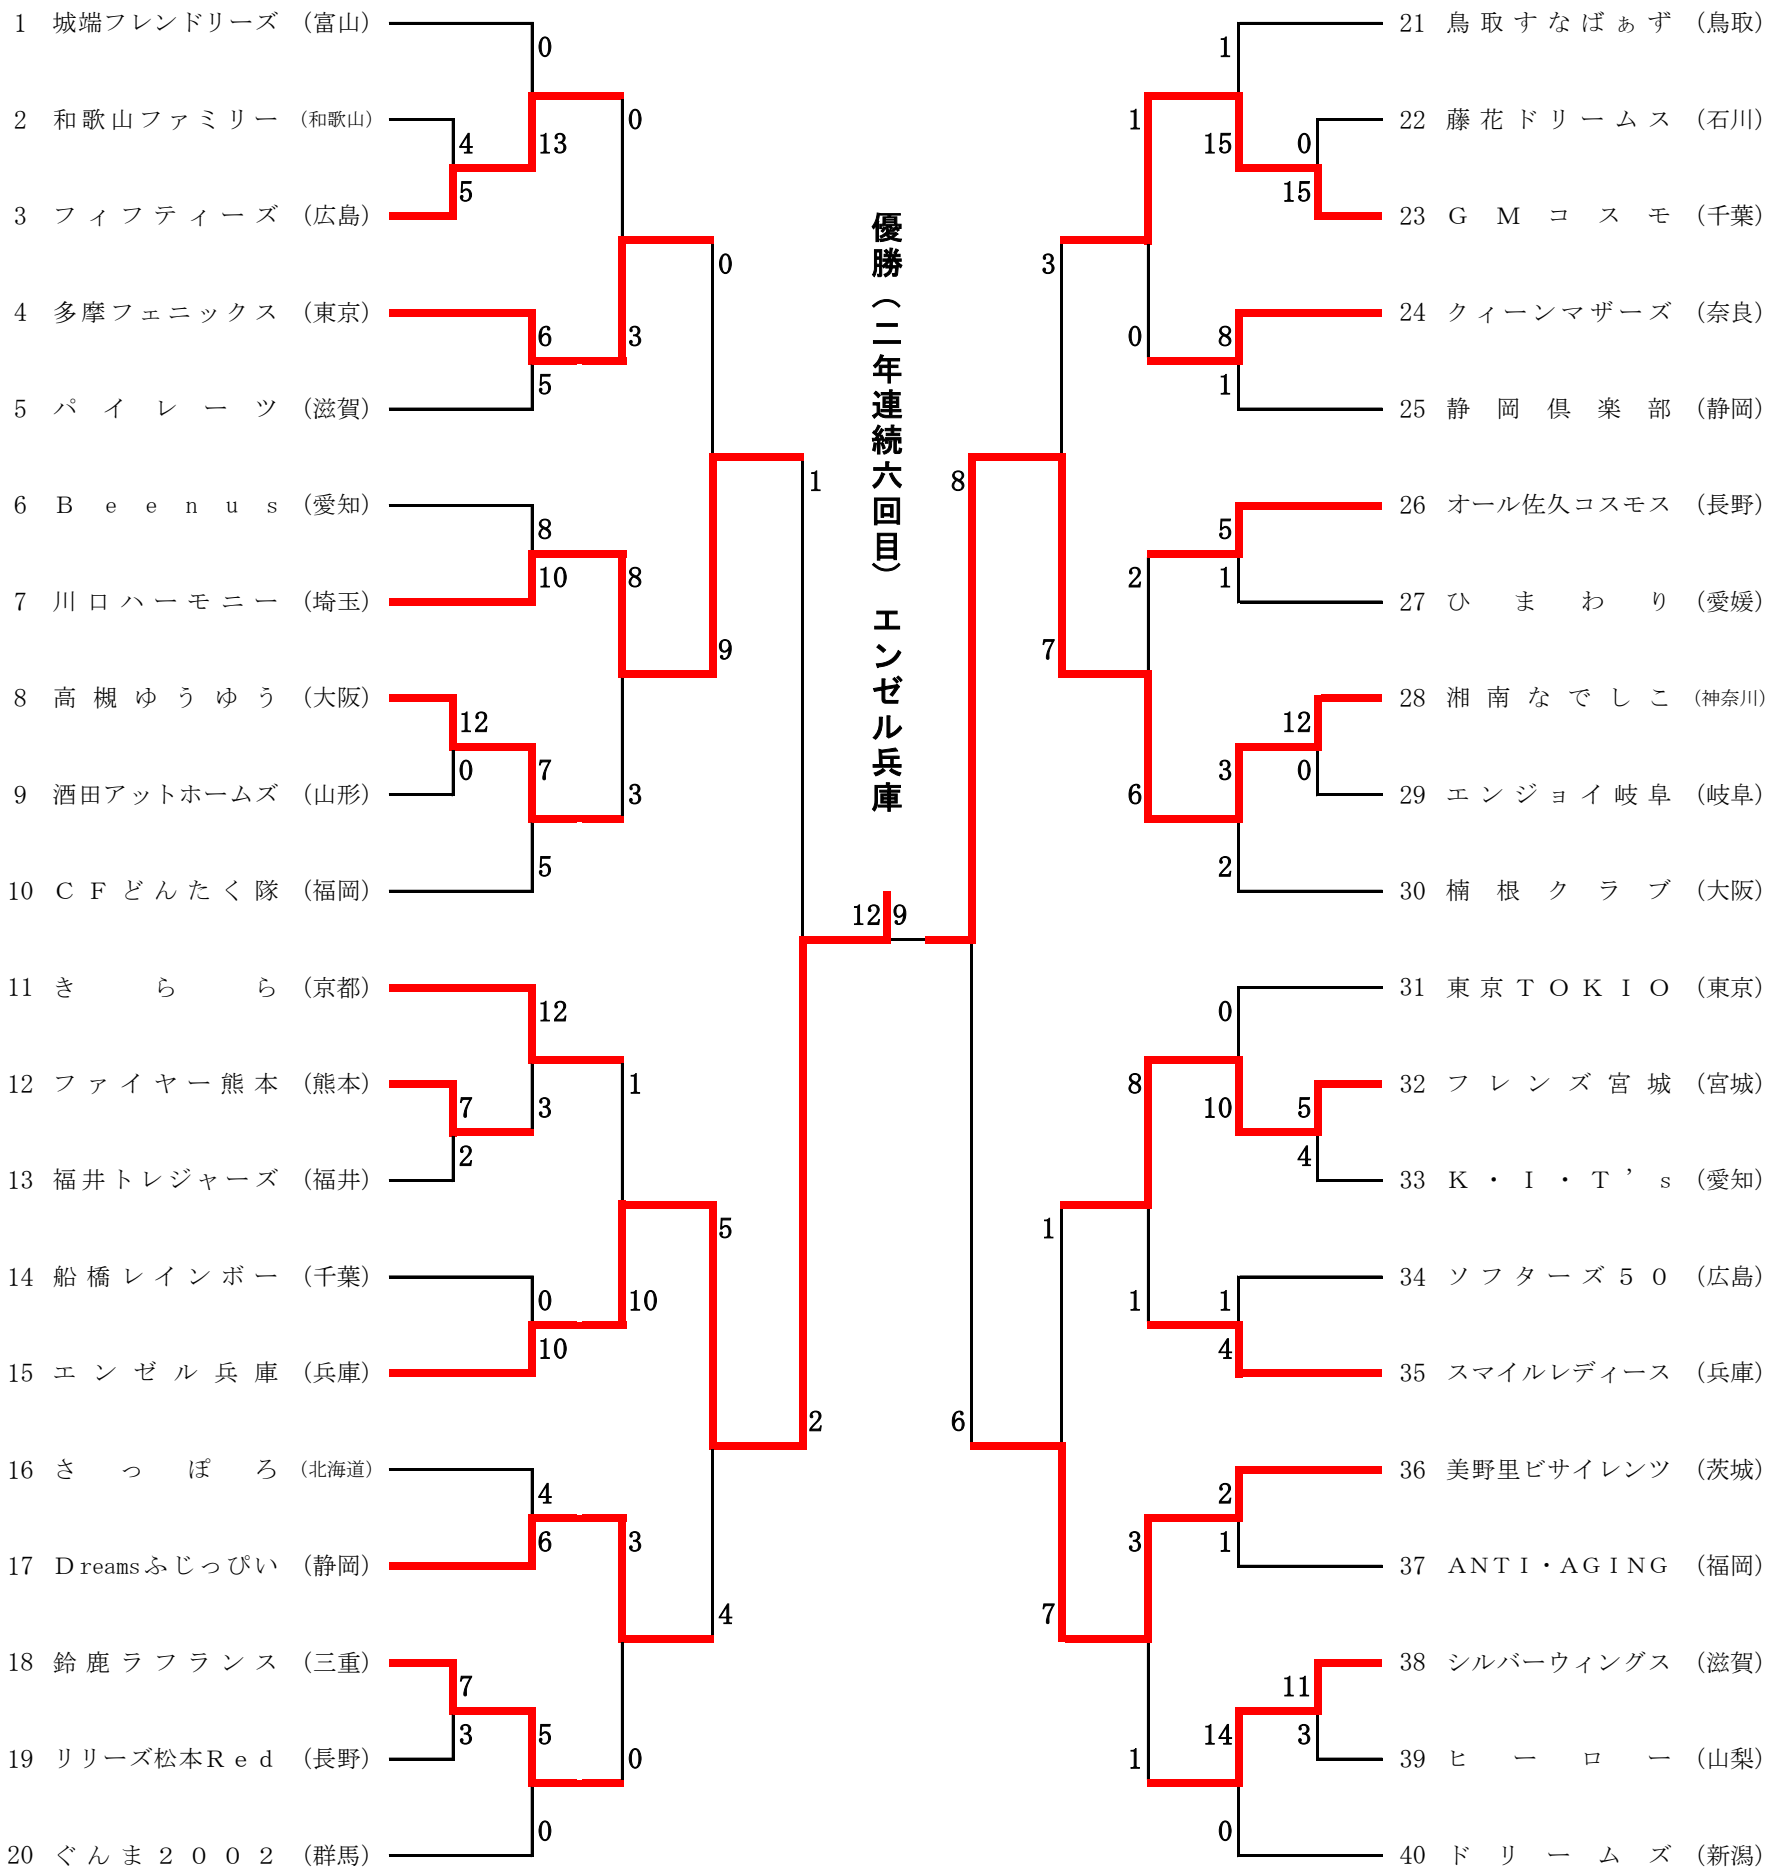 1 城端フレンドリーズ (富山)
2 和歌山ファミリー (和歌山)
3 フィフティーズ (広島)
4 多摩フェニックス (東京)
5 パイレーツ (滋賀)
6 Beenus (愛知)
7 川口ハーモニー (埼玉)
8 高槻ゆうゆう (大阪)
9 酒田アットホームズ (山形)
10 CFどんたく隊 (福岡)
11 きらら (京都)
12 ファイヤー熊本 (熊本)
13 福井トレジャーズ (福井)
14 船橋レインボー (千葉)
15 エンゼル兵庫 (兵庫)
16 さっぽろ (北海道)
17 Dreamsふじっぴい (静岡)
18 鈴鹿ラフランス (三重)
19 リリーズ松本Red (長野)
20 ぐんま2002 (群馬)
0
13
4
5
6
5
8
10
12
0
7
5
12
3
7
2
0
10
4
6
7
3
5
0
0
3
8
3
1
10
3
0
0
9
5
4
1
2
12
9
優勝(二年連続六回目) エンゼル兵庫
8
6
3
7
1
7
1
0
2
6
8
1
3
1
1
15
0
15
8
1
5
1
12
0
3
2
0
10
5
4
1
4
2
1
11
3
14
0
21 鳥取すなばぁず (鳥取)
22 藤花ドリームス (石川)
23 GMコスモ (千葉)
24 クィーンマザーズ (奈良)
25 静岡倶楽部 (静岡)
26 オール佐久コスモス (長野)
27 ひまわり (愛媛)
28 湘南なでしこ (神奈川)
29 エンジョイ岐阜 (岐阜)
30 楠根クラブ (大阪)
31 東京TOKIO (東京)
32 フレンズ宮城 (宮城)
33 K・I・T’s (愛知)
34 ソフターズ50 (広島)
35 スマイルレディース (兵庫)
36 美野里ビサイレンツ (茨城)
37 ANTI・AGING (福岡)
38 シルバーウィングス (滋賀)
39 ヒーロー (山梨)
40 ドリームズ (新潟)